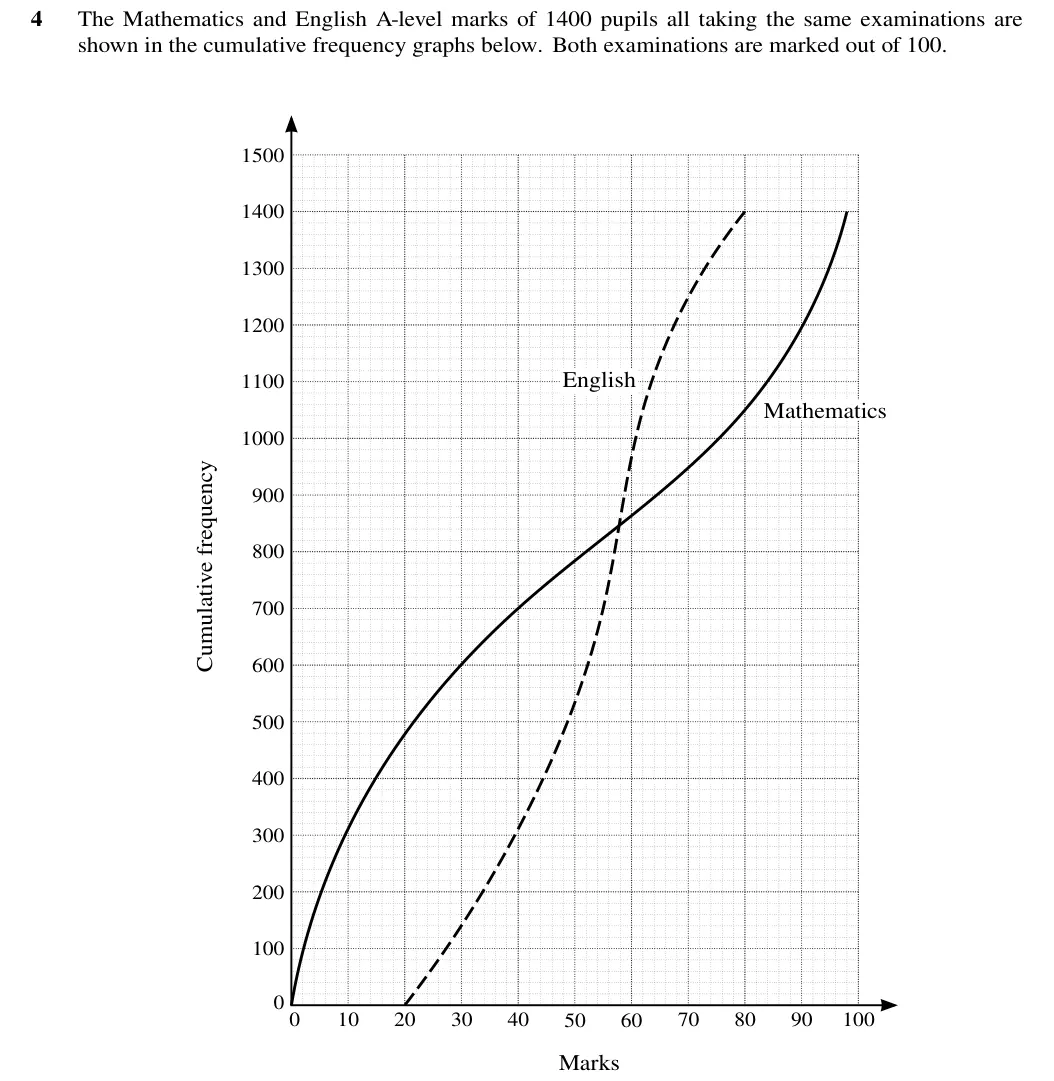 4 The Mathematics and English A-level marks of 1400 pupils all taking the same examinations are
shown in the cumulative frequency graphs below. Both examinations are marked out of 100.
1500
1400
1300
1200
1100
1000
900
800
700
600
500
400
300
200
100
0
English
Mathematics
Cumulative frequency
0 10 20 30 40 50 60 70 80 90 100
Marks